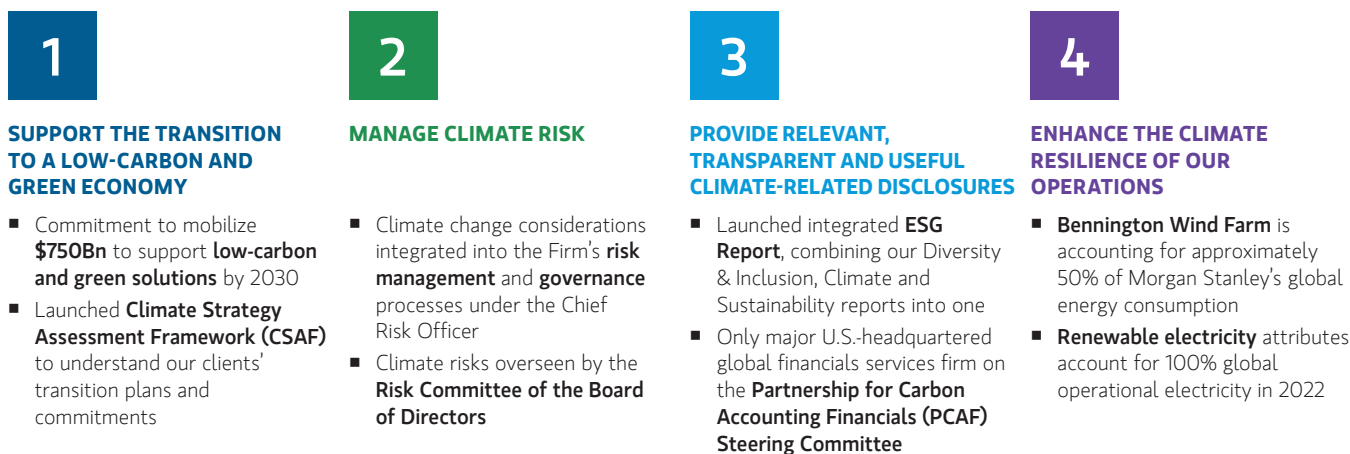 1
SUPPORT THE TRANSITION
TO A LOW-CARBON AND
GREEN ECONOMY
▪ Commitment to mobilize
$750Bn to support low-carbon
and green solutions by 2030
▪ Launched Climate Strategy
Assessment Framework (CSAF)
to understand our clients'
transition plans and
commitments
2
MANAGE CLIMATE RISK
▪ Climate change considerations
integrated into the Firm's risk
management and governance
processes under the Chief
Risk Officer
▪ Climate risks overseen by the
Risk Committee of the Board
of Directors
3
PROVIDE RELEVANT,
TRANSPARENT AND USEFUL
CLIMATE-RELATED DISCLOSURES
▪ Launched integrated ESG
Report, combining our Diversity
& Inclusion, Climate and
Sustainability reports into one
▪ Only major U.S.-headquartered
global financials services firm on
the Partnership for Carbon
Accounting Financials (PCAF)
Steering Committee
4
ENHANCE THE CLIMATE
RESILIENCE OF OUR
OPERATIONS
▪ Bennington Wind Farm is
accounting for approximately
50% of Morgan Stanley's global
energy consumption
▪ Renewable electricity attributes
account for 100% global
operational electricity in 2022